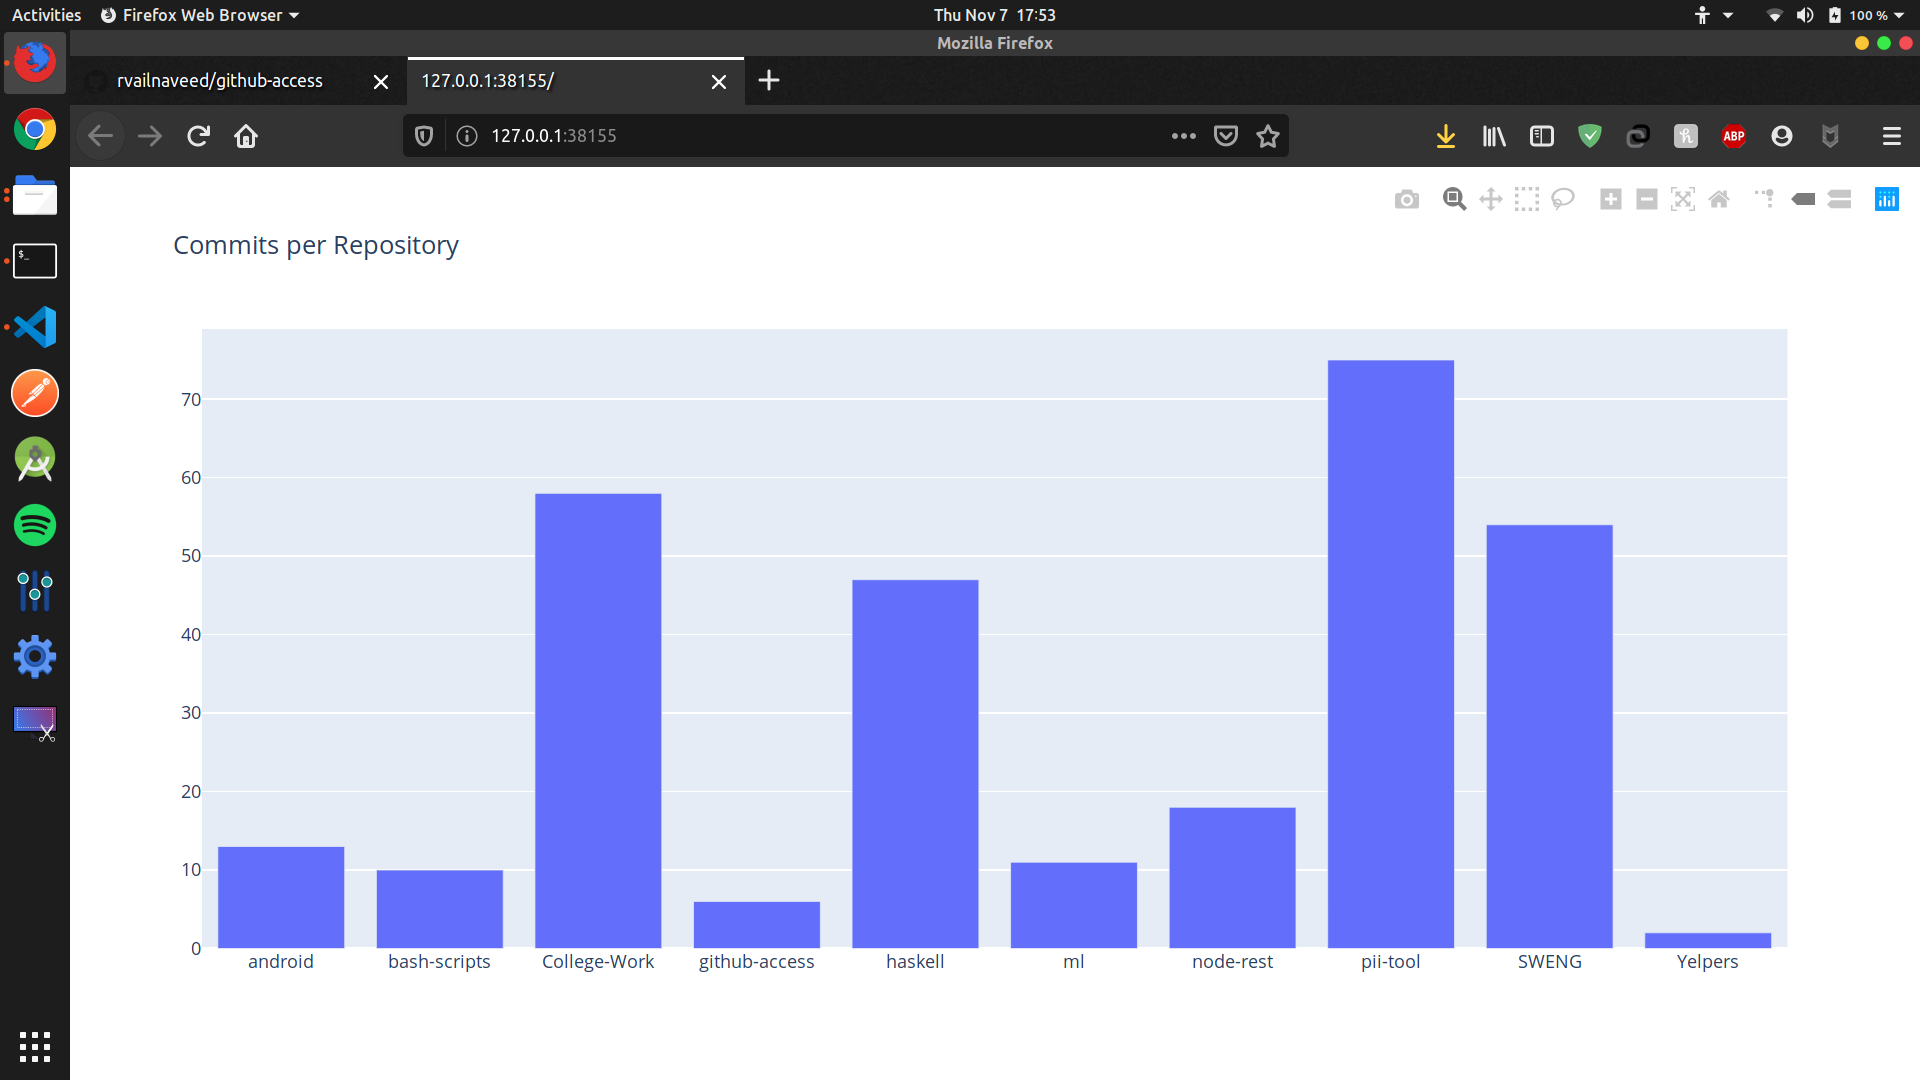 Activities Firefox Web Browser Thu Nov 7 17:53 100 %
Mozilla Firefox
rvailnaveed/github-access 127.0.0.1:38155/
127.0.0.1:38155
ABP
$_
h
Commits per Repository
70
60
50
40
30
20
10
0
android bash-scripts College-Work github-access haskell ml node-rest pii-tool SWENG Yelpers